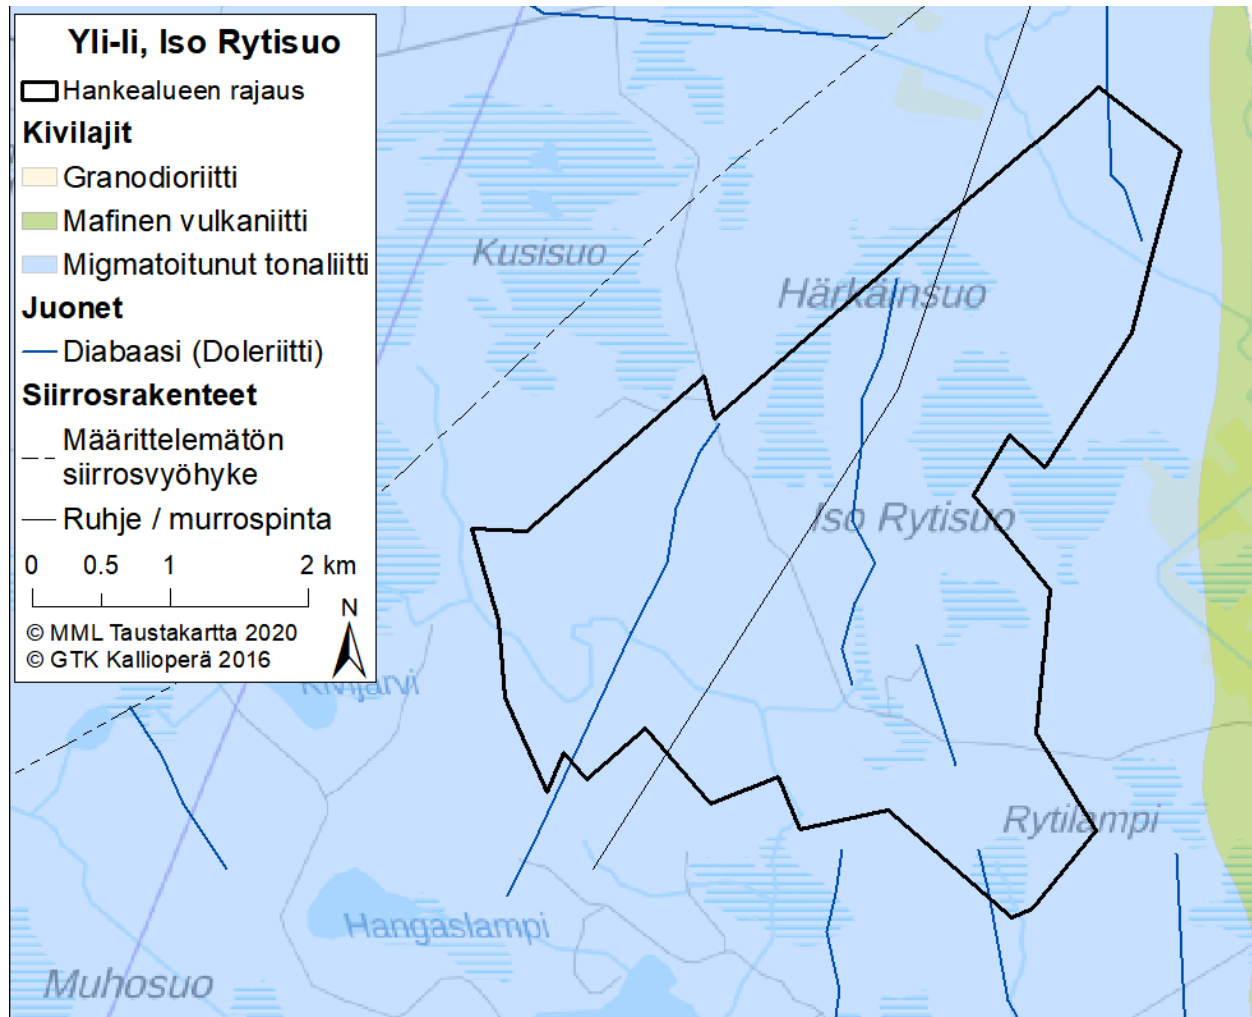 Yli-Ii, Iso Rytisuo
Hankealueen rajaus
Kivilajit
Granodioriitti
Mafinen vulkaniitti
Migmatoitunut tonaliitti
Juonet
Diabaasi (Doleriitti)
Siirrosrakenteet
Määrittelemätön
siirrosvyöhyke
Ruhje / murrospinta
0 0.5 1 2 km
N
© MML Taustakartta 2020
© GTK Kallioperä 2016
Kusisuo
Härkäinsuo
Iso Rytisuo
Kivijärvi
Rytilampi
Hangaslampi
Muhosuo